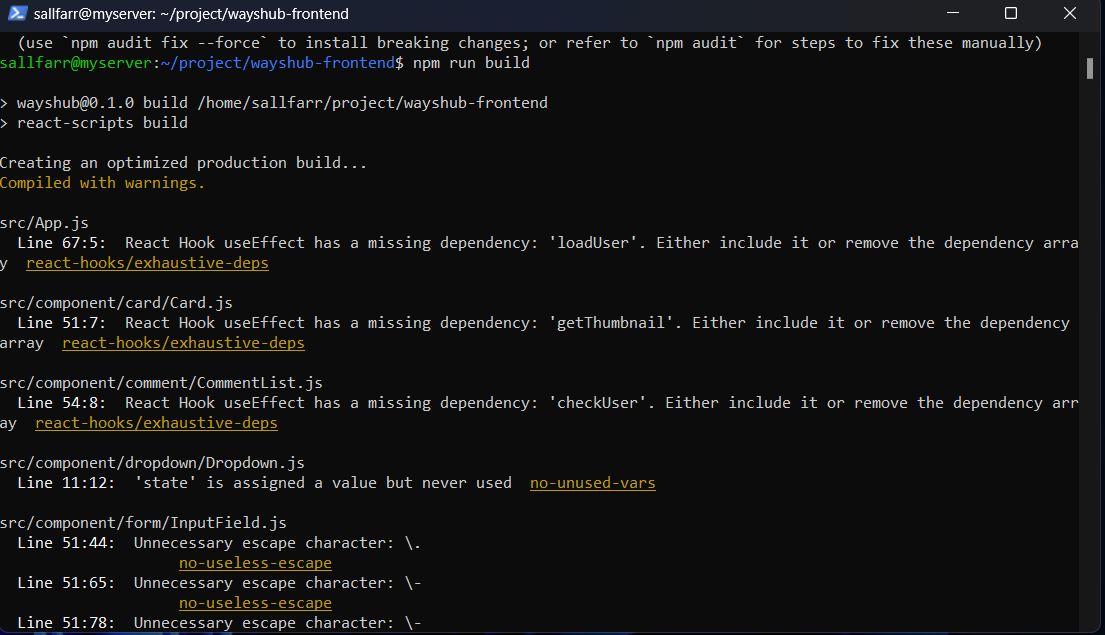 sallfarr@myserver: ~/project/wayshub-frontend
(use `npm audit fix --force` to install breaking changes; or refer to `npm audit` for steps to fix these manually)
sallfarr@myserver:~/project/wayshub-frontend$ npm run build
> wayshub@0.1.0 build /home/sallfarr/project/wayshub-frontend
> react-scripts build
Creating an optimized production build...
Compiled with warnings.
src/App.js
Line 67:5:  React Hook useEffect has a missing dependency: 'loadUser'. Either include it or remove the dependency arra
y  react-hooks/exhaustive-deps
src/component/card/Card.js
Line 51:7:  React Hook useEffect has a missing dependency: 'getThumbnail'. Either include it or remove the dependency
array  react-hooks/exhaustive-deps
src/component/comment/CommentList.js
Line 54:8:  React Hook useEffect has a missing dependency: 'checkUser'. Either include it or remove the dependency arr
ay  react-hooks/exhaustive-deps
src/component/dropdown/Dropdown.js
Line 11:12:  'state' is assigned a value but never used  no-unused-vars
src/component/form/InputField.js
Line 51:44:  Unnecessary escape character: \.
no-useless-escape
Line 51:65:  Unnecessary escape character: \-
no-useless-escape
Line 51:78:  Unnecessary escape character: \-